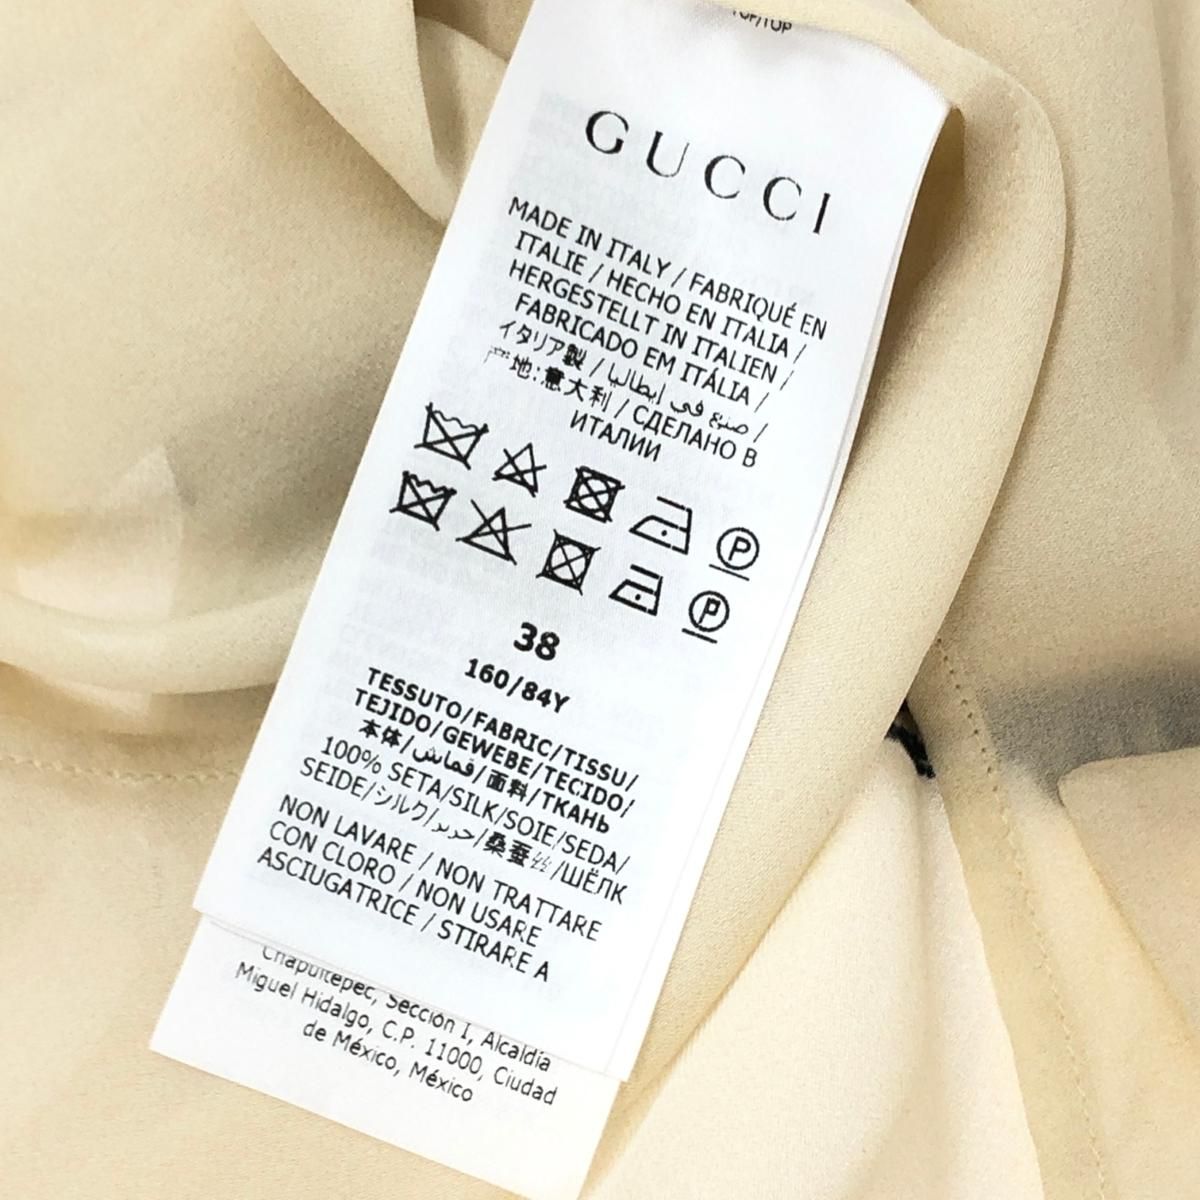 TOP/TOP
GUCCI
MADE IN ITALY / FABRIQUÉ EN
ITALIE / HECHO EN ITALIA /
HERGESTELLT IN ITALIEN /
FABRICADO EM ITÁLIA /
イタリア製 / صنع في إيطاليا /
产地:意大利 / СДЕЛАНО В
ИТАЛИИ
P
P
38
160/84Y
TESSUTO/FABRIC/TISSU/
TEJIDO/GEWEBE/TECIDO/
本体/قماش/面料/ТКАНЬ
100% SETA/SILK/SOIE/SEDA/
SEIDE/シルク/حرير/桑蚕丝/ШЁЛК
NON LAVARE / NON TRATTARE
CON CLORO / NON USARE
ASCIUGATRICE / STIRARE A
Chapultepec, Sección I, Alcaldía
Miguel Hidalgo, C.P. 11000, Ciudad
de México, México